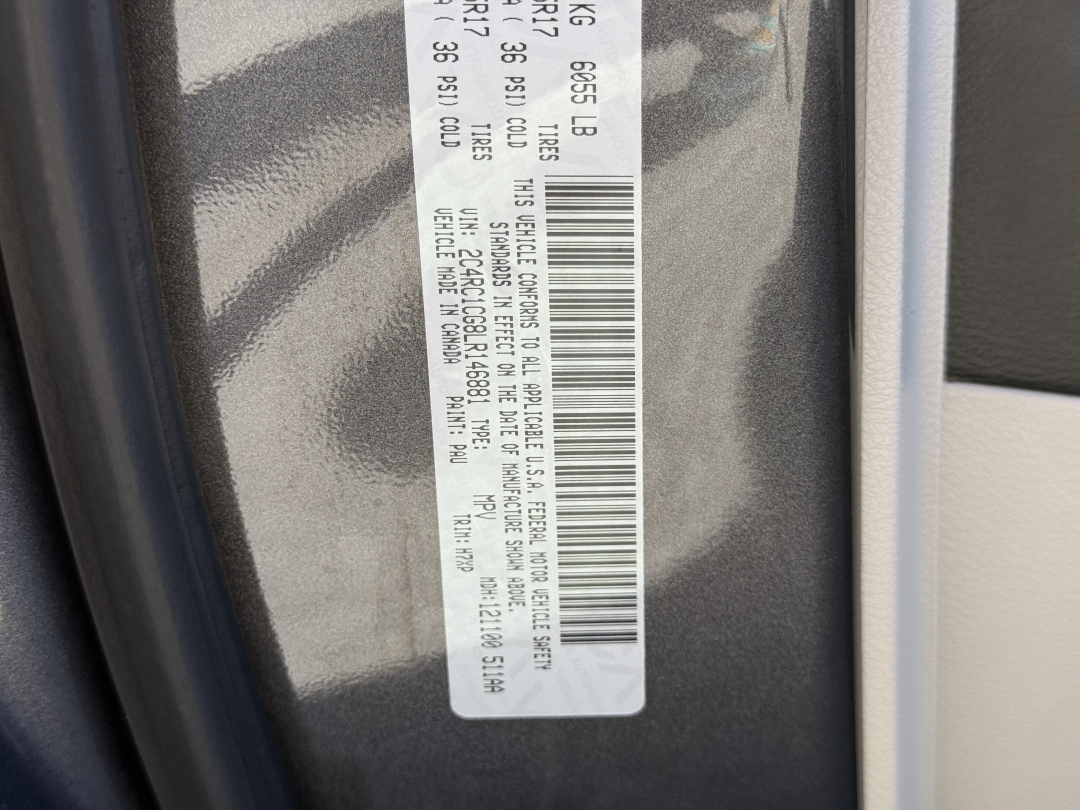 KG 6055 LB
5R17 TIRES
A ( 36 PSI) COLD
5R17 TIRES
A ( 36 PSI) COLD
THIS VEHICLE CONFORMS TO ALL APPLICABLE U.S.A. FEDERAL MOTOR VEHICLE SAFETY
STANDARDS IN EFFECT ON THE DATE OF MANUFACTURE SHOWN ABOVE.
VIN: 2C4RC1CG8LR146881 TYPE: MPV MDH:121100 511AA
VEHICLE MADE IN CANADA PAINT: PAU TRIM: H7XP